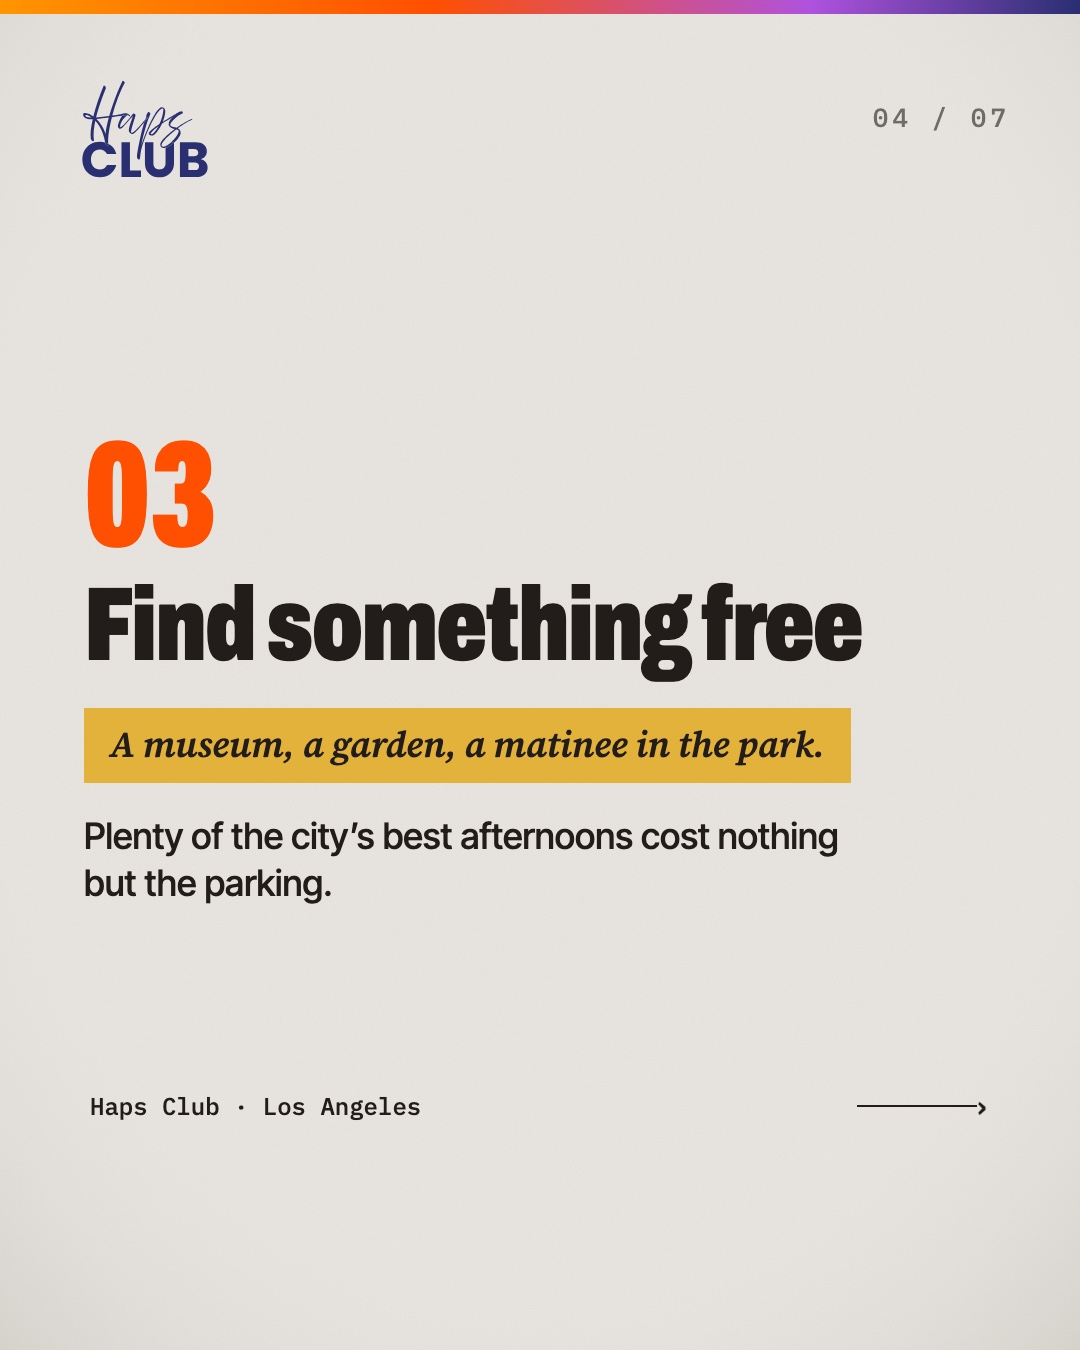 Haps
CLUB
04 / 07
03
Find something free
A museum, a garden, a matinee in the park.
Plenty of the city’s best afternoons cost nothing
but the parking.
Haps Club · Los Angeles